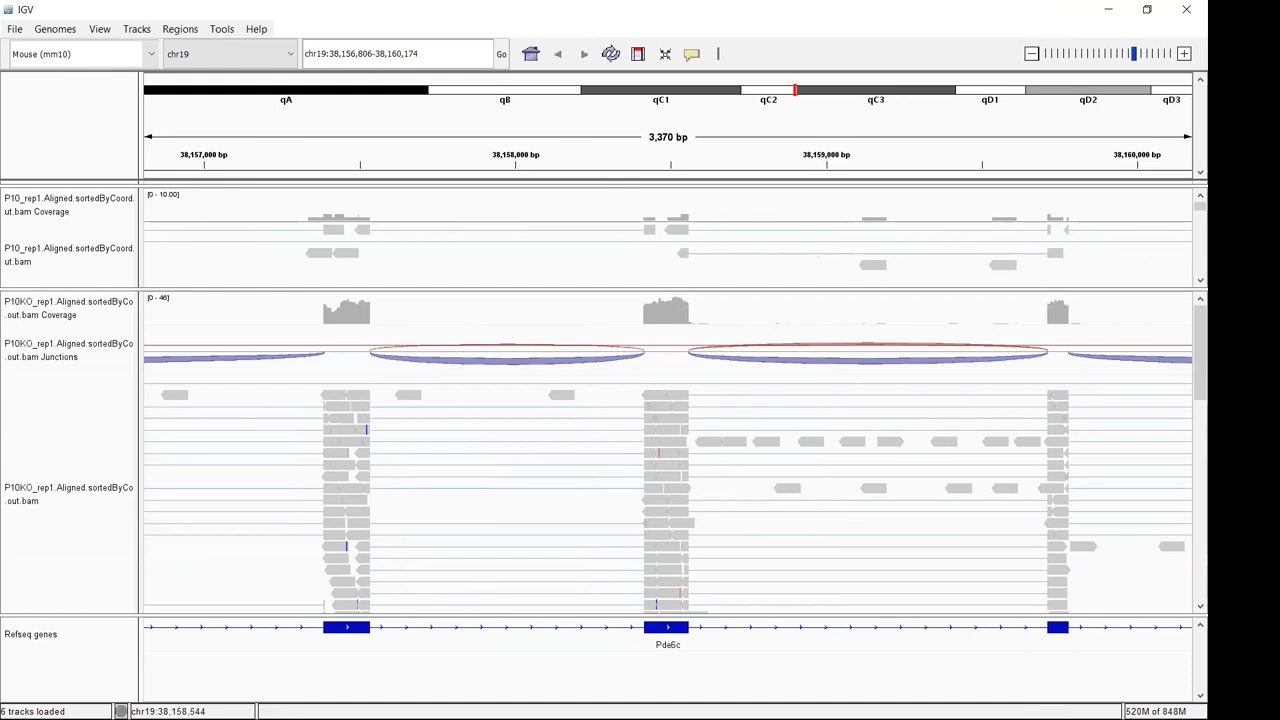 IGV
File Genomes View Tracks Regions Tools Help
Mouse (mm10) chr19 chr19:38,156,806-38,160,174 Go
qA qB qC1 qC2 qC3 qD1 qD2 qD3
3,370 bp
38,157,000 bp 38,158,000 bp 38,159,000 bp 38,160,000 bp
P10_rep1.Aligned.sortedByCoord.
ut.bam Coverage
[0 - 10.00]
P10_rep1.Aligned.sortedByCoord.
ut.bam
P10KO_rep1.Aligned.sortedByCo
.out.bam Coverage
[0 - 46]
P10KO_rep1.Aligned.sortedByCo
.out.bam Junctions
P10KO_rep1.Aligned.sortedByCo
.out.bam
Refseq genes
Pde6c
6 tracks loaded chr19:38,158,544 520M of 848M